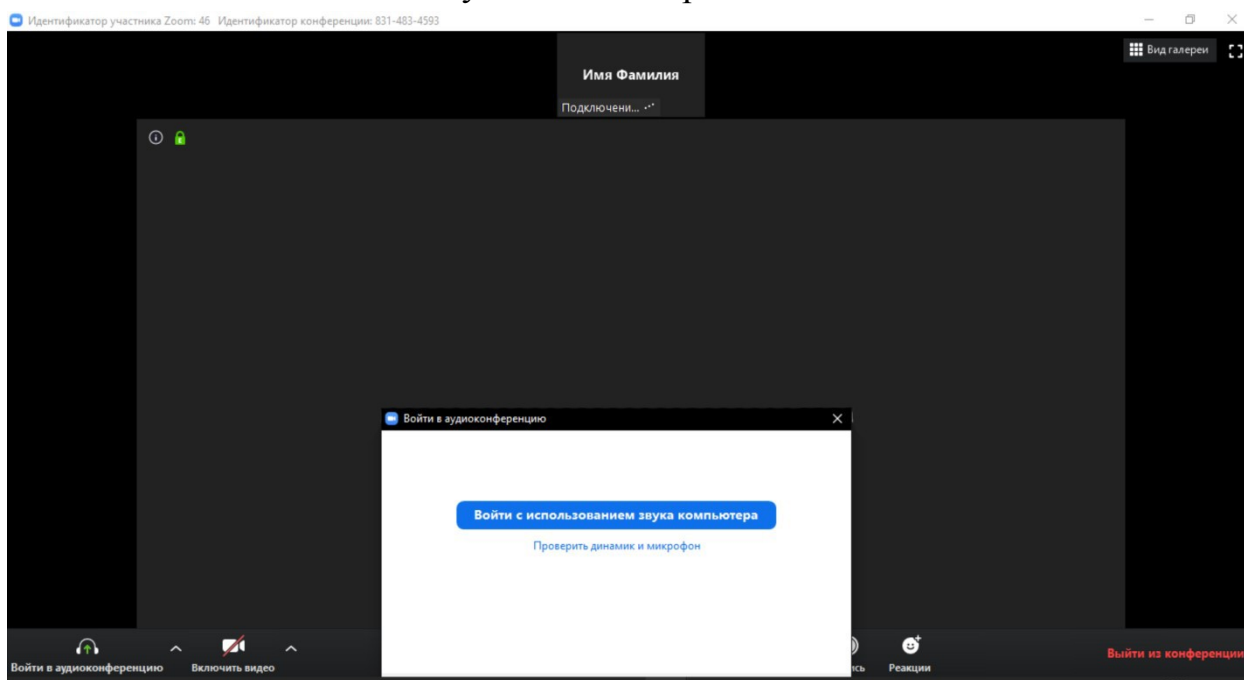 Идентификатор участника Zoom: 46 Идентификатор конференции: 831-483-4593
Вид галереи
Имя Фамилия
Подключени...
Войти в аудиоконференцию
Войти с использованием звука компьютера
Проверить динамик и микрофон
Войти в аудиоконференцию Включить видео Реакции Выйти из конференции